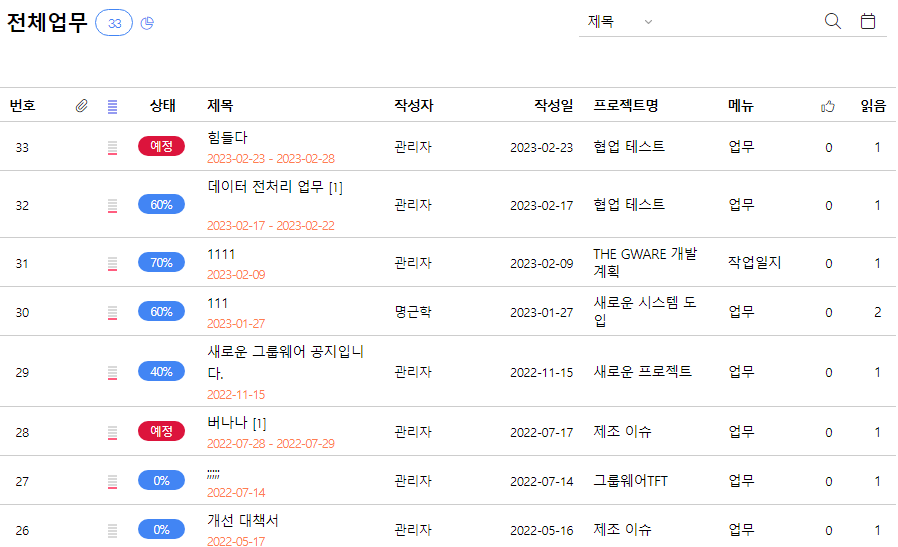 전체업무 33 제목
번호 상태 제목 작성자 작성일 프로젝트명 메뉴 읽음
33 예정 힘들다 관리자 2023-02-23 협업 테스트 업무 0 1
2023-02-23 - 2023-02-28
32 60% 데이터 전처리 업무 [1] 관리자 2023-02-17 협업 테스트 업무 0 1
2023-02-17 - 2023-02-22
31 70% 1111 관리자 2023-02-09 THE GWARE 개발 작업일지 0 1
2023-02-09 계획
30 60% 111 명근학 2023-01-27 새로운 시스템 도 업무 0 2
2023-01-27 입
29 40% 새로운 그룹웨어 공지입니 관리자 2022-11-15 새로운 프로젝트 업무 0 1
다.
2022-11-15
28 예정 버나나 [1] 관리자 2022-07-17 제조 이슈 업무 0 1
2022-07-28 - 2022-07-29
27 0% ;;;;; 관리자 2022-07-14 그룹웨어TFT 업무 0 1
2022-07-14
26 0% 개선 대책서 관리자 2022-05-16 제조 이슈 업무 0 1
2022-05-17